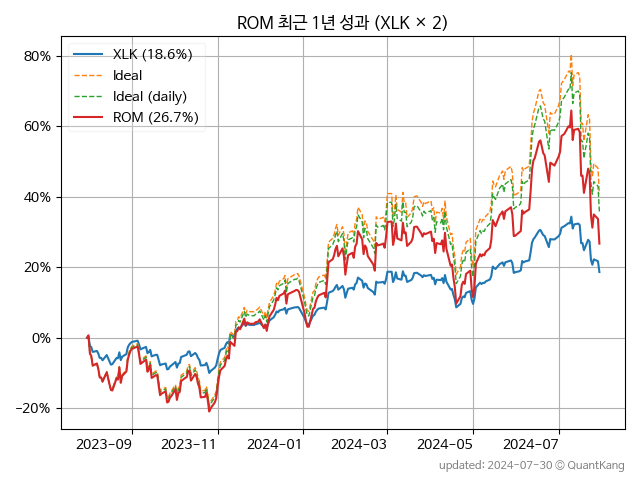 ROM 최근 1년 성과 (XLK × 2)
XLK (18.6%)
Ideal
Ideal (daily)
ROM (26.7%)
80%
60%
40%
20%
0%
−20%
2023−09 2023−11 2024−01 2024−03 2024−05 2024−07
updated: 2024-07-30 © QuantKang